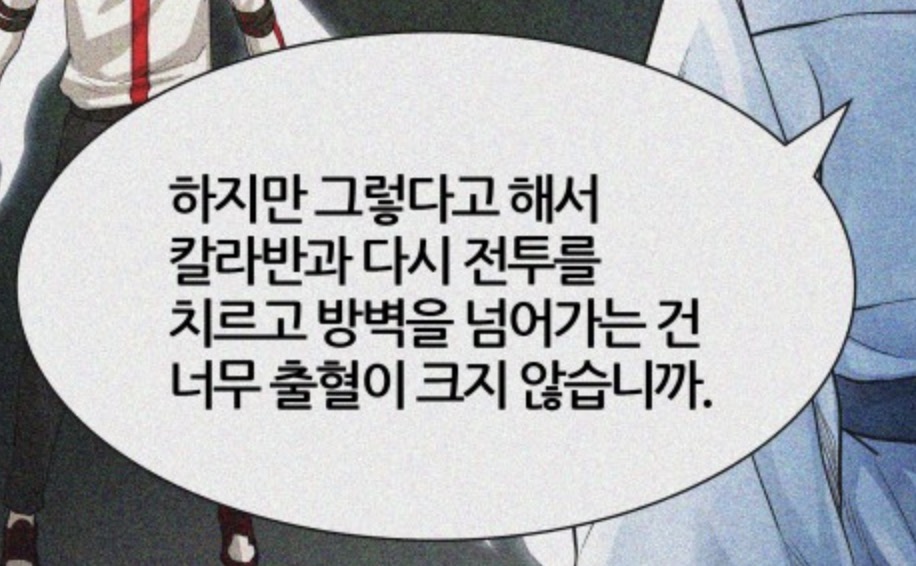 하지만 그렇다고 해서
칼라반과 다시 전투를
치르고 방벽을 넘어가는 건
너무 출혈이 크지 않습니까.